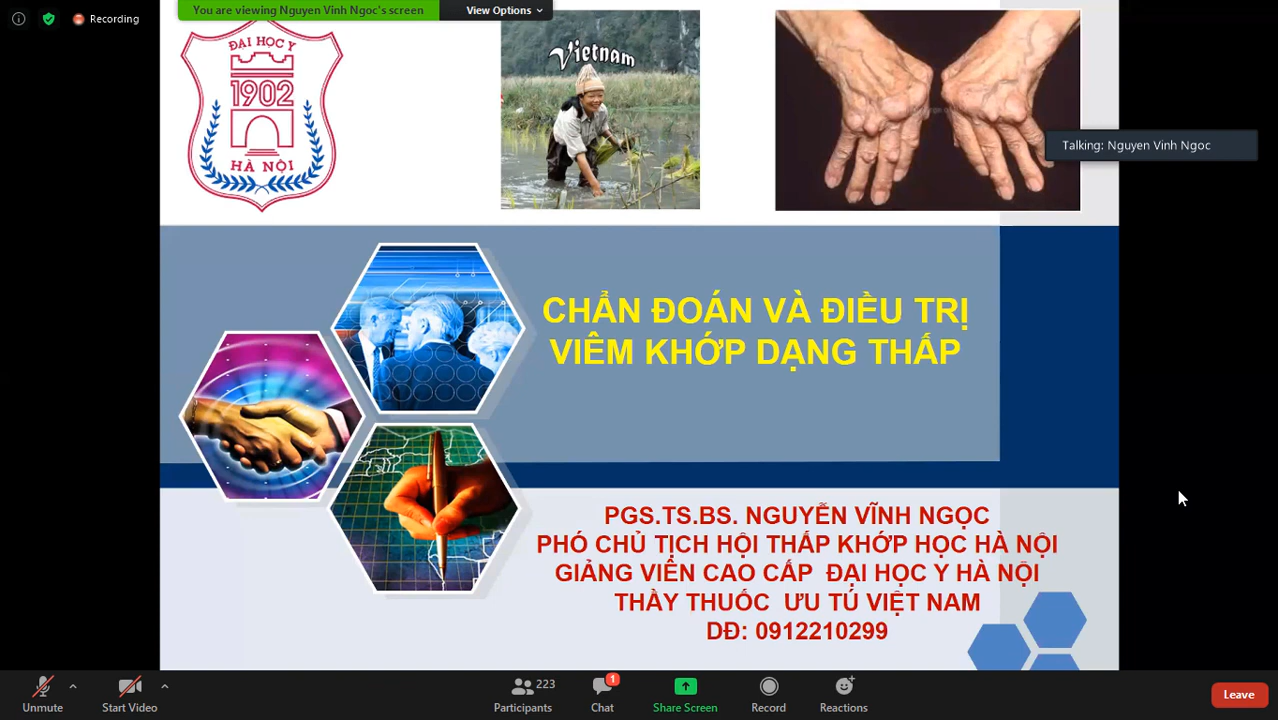 You are viewing Nguyen Vinh Ngoc's screen
View Options
Recording
ĐẠI HỌC Y
1902
HÀ NỘI
Vietnam
Talking: Nguyen Vinh Ngoc
CHẨN ĐOÁN VÀ ĐIỀU TRỊ
VIÊM KHỚP DẠNG THẤP
PGS.TS.BS. NGUYỄN VĨNH NGỌC
PHÓ CHỦ TỊCH HỘI THẤP KHỚP HỌC HÀ NỘI
GIẢNG VIÊN CAO CẤP ĐẠI HỌC Y HÀ NỘI
THẦY THUỐC ƯU TÚ VIỆT NAM
DĐ: 0912210299
Unmute
Start Video
223
Participants
1
Chat
Share Screen
Record
Reactions
Leave